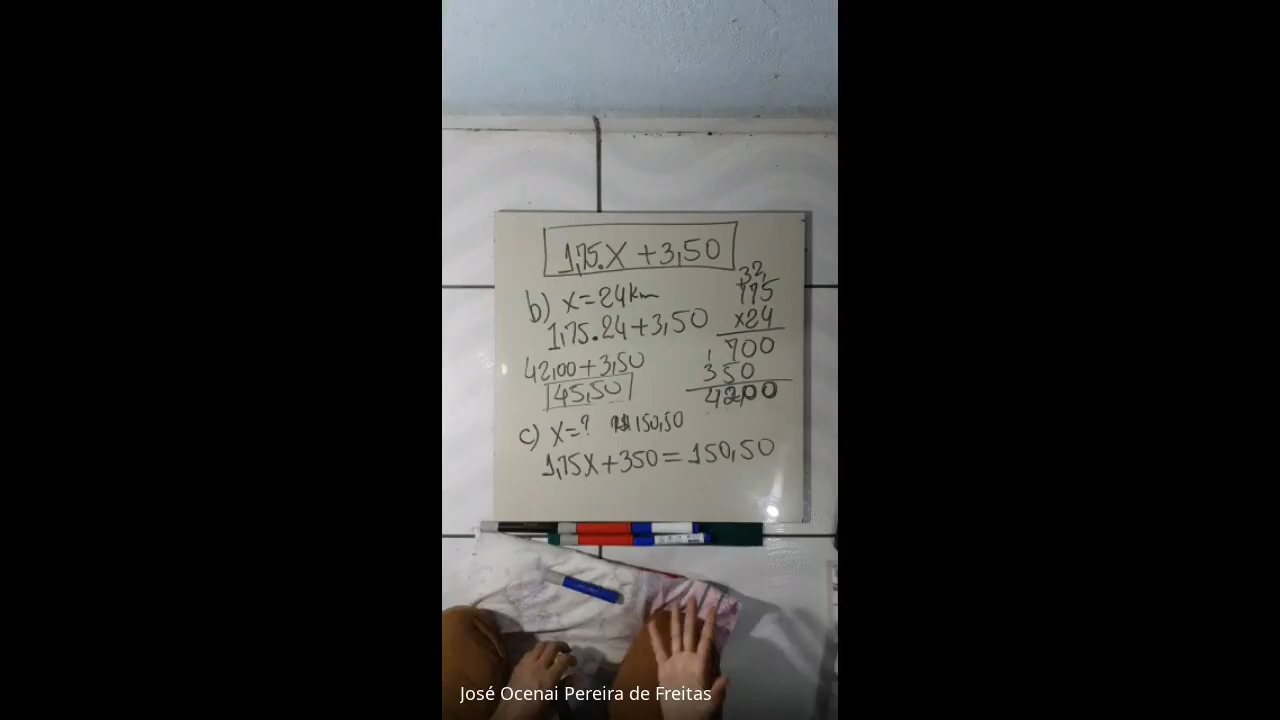 1,75.X + 3,50
b) X = 24km
1,75.24 + 3,50
42,00 + 3,50
45,50
32
175
x24
1
700
350
4200
c) X = ? R$ 150,50
1,75X + 350 = 150,50
José Ocenai Pereira de Freitas